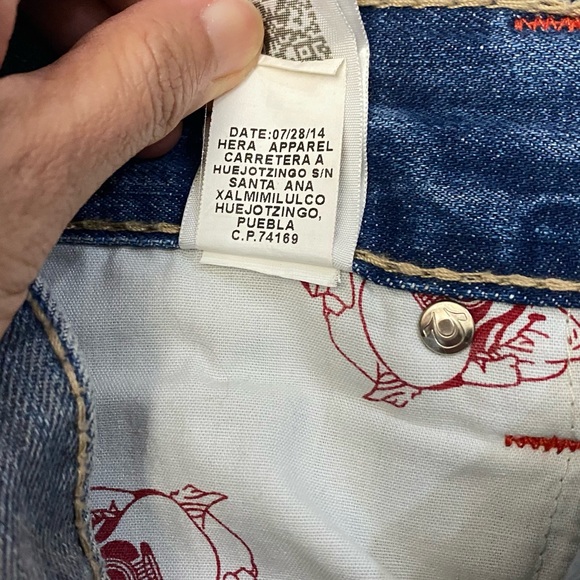 DATE:07/28/14
HERA APPAREL
CARRETERA A
HUEJOTZINGO S/N
SANTA ANA
XALMIMILULCO
HUEJOTZINGO,
PUEBLA
C.P.74169